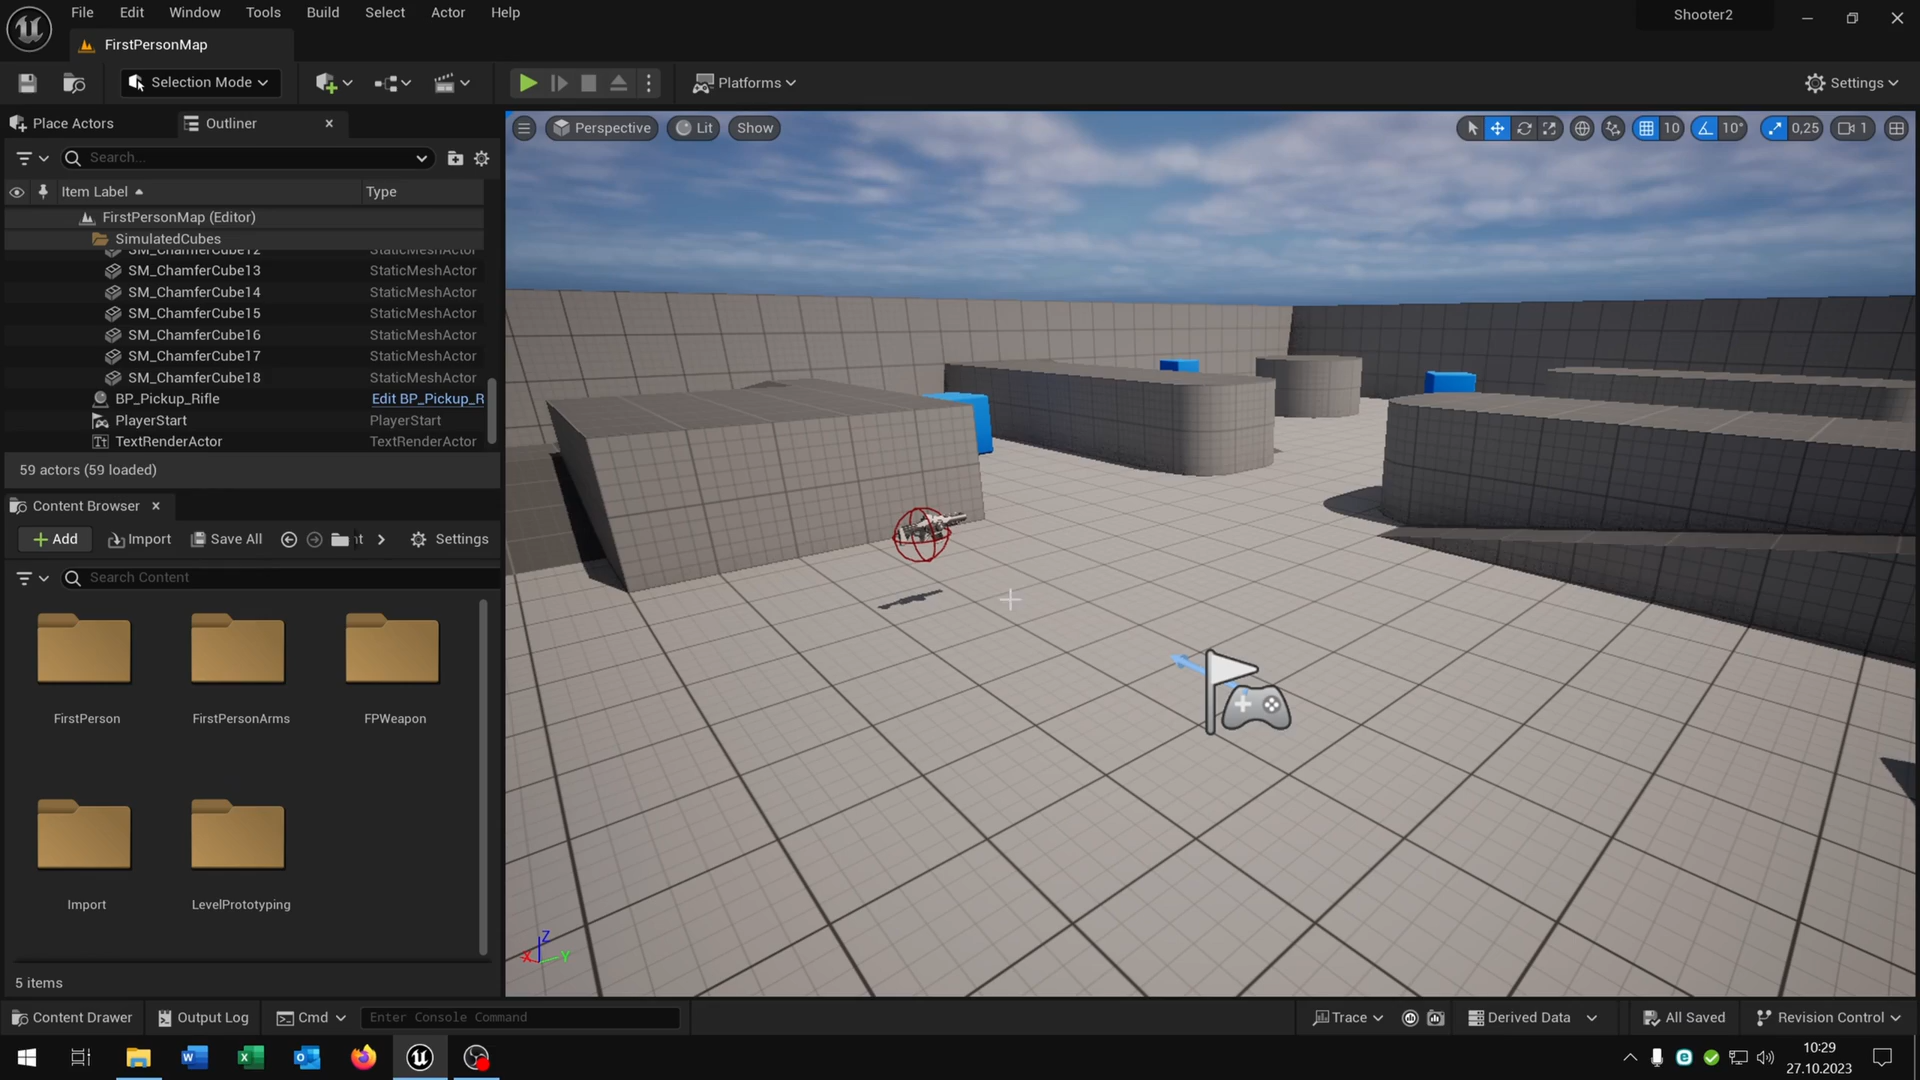 File Edit Window Tools Build Select Actor Help
Shooter2
FirstPersonMap
Selection Mode
Platforms
Settings
Place Actors
Outliner
Perspective
Lit
Show
10
10°
0,25
1
Search...
Item Label
Type
FirstPersonMap (Editor)
SimulatedCubes
SM_ChamferCube12 StaticMeshActor
SM_ChamferCube13 StaticMeshActor
SM_ChamferCube14 StaticMeshActor
SM_ChamferCube15 StaticMeshActor
SM_ChamferCube16 StaticMeshActor
SM_ChamferCube17 StaticMeshActor
SM_ChamferCube18 StaticMeshActor
BP_Pickup_Rifle Edit BP_Pickup_R
PlayerStart PlayerStart
TextRenderActor TextRenderActor
59 actors (59 loaded)
Content Browser
Add
Import
Save All
Settings
Search Content
FirstPerson
FirstPersonArms
FPWeapon
Import
LevelPrototyping
Z
X
Y
5 items
Content Drawer
Output Log
Cmd
Enter Console Command
Trace
Derived Data
All Saved
Revision Control
10:29
27.10.2023